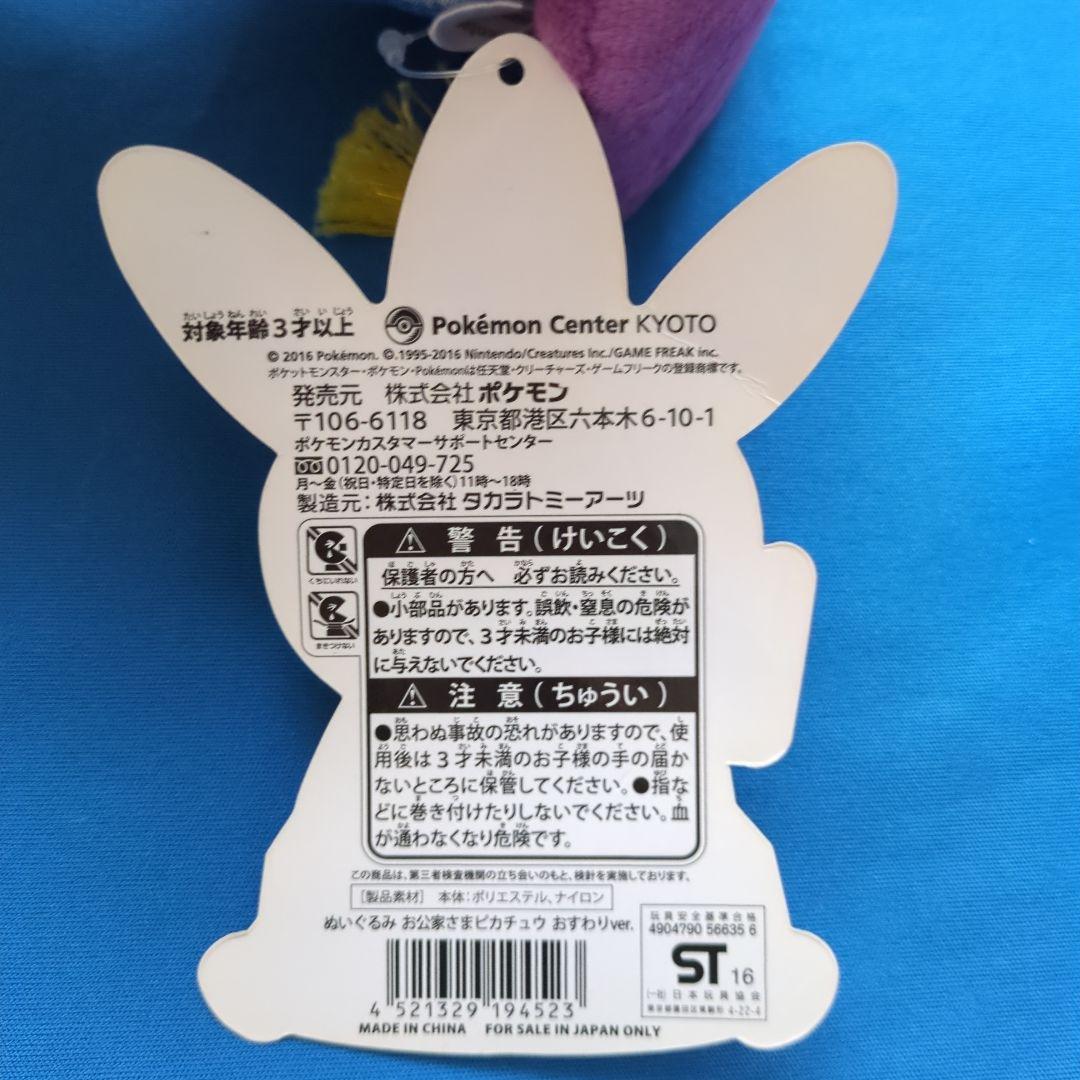 対象年齢3才以上 Pokémon Center KYOTO
© 2016 Pokémon. ©.1995-2016 Nintendo/Creatures Inc./GAME FREAK inc.
ポケットモンスター・ポケモン・Pokémonは任天堂・クリーチャーズ・ゲームフリークの登録商標です。
発売元 株式会社 ポケモン
〒106-6118 東京都港区六本木6-10-1
ポケモンカスタマーサポートセンター
0120-049-725
月〜金(祝日・特定日を除く)11時〜18時
製造元:株式会社 タカラトミーアーツ
くちにいれない
まきつけない
警 告(けいこく)
保護者の方へ 必ずお読みください。
●小部品があります。誤飲・窒息の危険が
ありますので、3才未満のお子様には絶対
に与えないでください。
注 意(ちゅうい)
●思わぬ事故の恐れがありますので、使
用後は3才未満のお子様の手の届か
ないところに保管してください。●指な
どに巻き付けたりしないでください。血
が通わなくなり危険です。
この商品は、第三者検査機関の立ち会いのもと、検針を実施しております。
[製品素材] 本体:ポリエステル、ナイロン
ぬいぐるみ お公家さまピカチュウ おすわりver.
4 521329 194523
MADE IN CHINA FOR SALE IN JAPAN ONLY
玩具安全基準合格
4904790 56635 6
ST 16
(一社)日本玩具協会
4-22-4